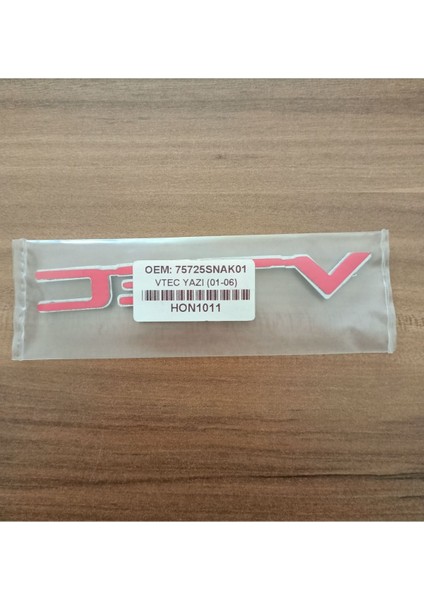 OEM: 75725SNAK01
VTEC YAZI (01-06)
HON1011